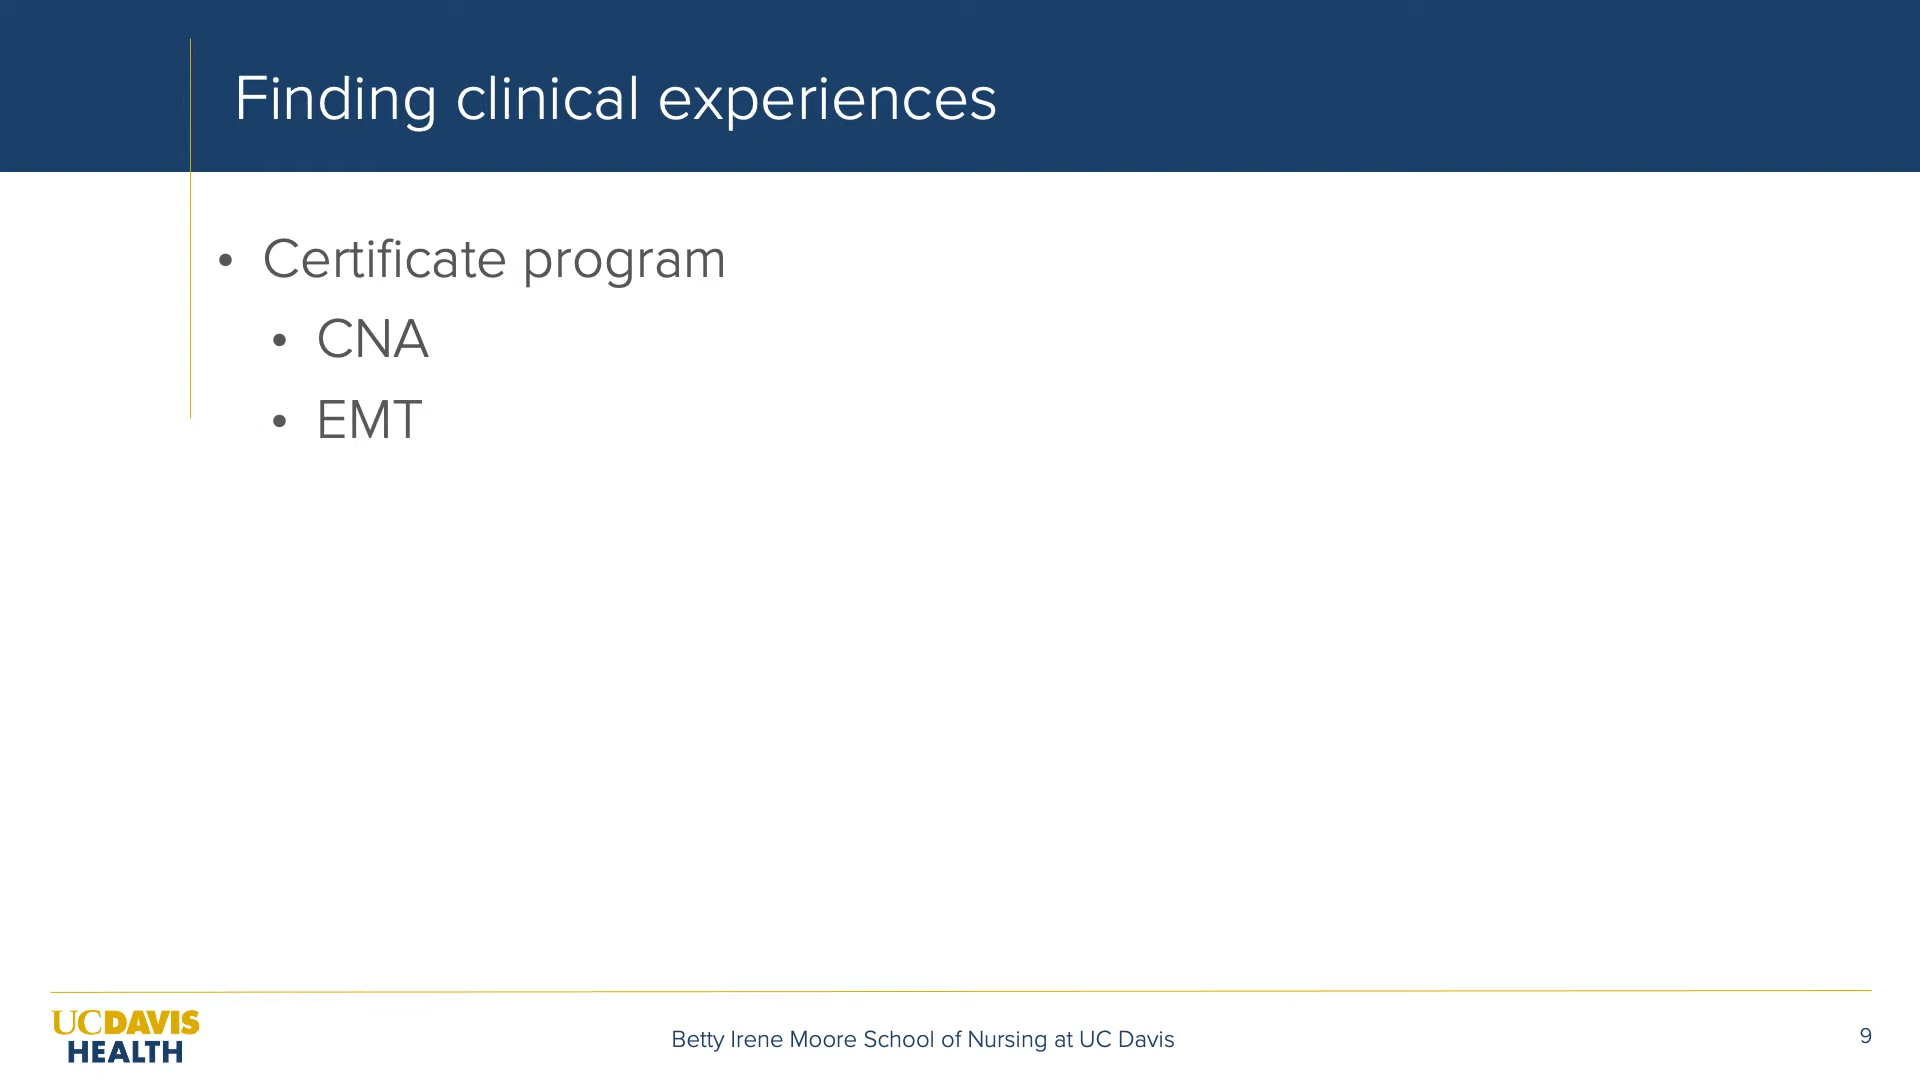 Finding clinical experiences
• Certificate program
• CNA
• EMT
UCDAVIS
HEALTH
Betty Irene Moore School of Nursing at UC Davis
9